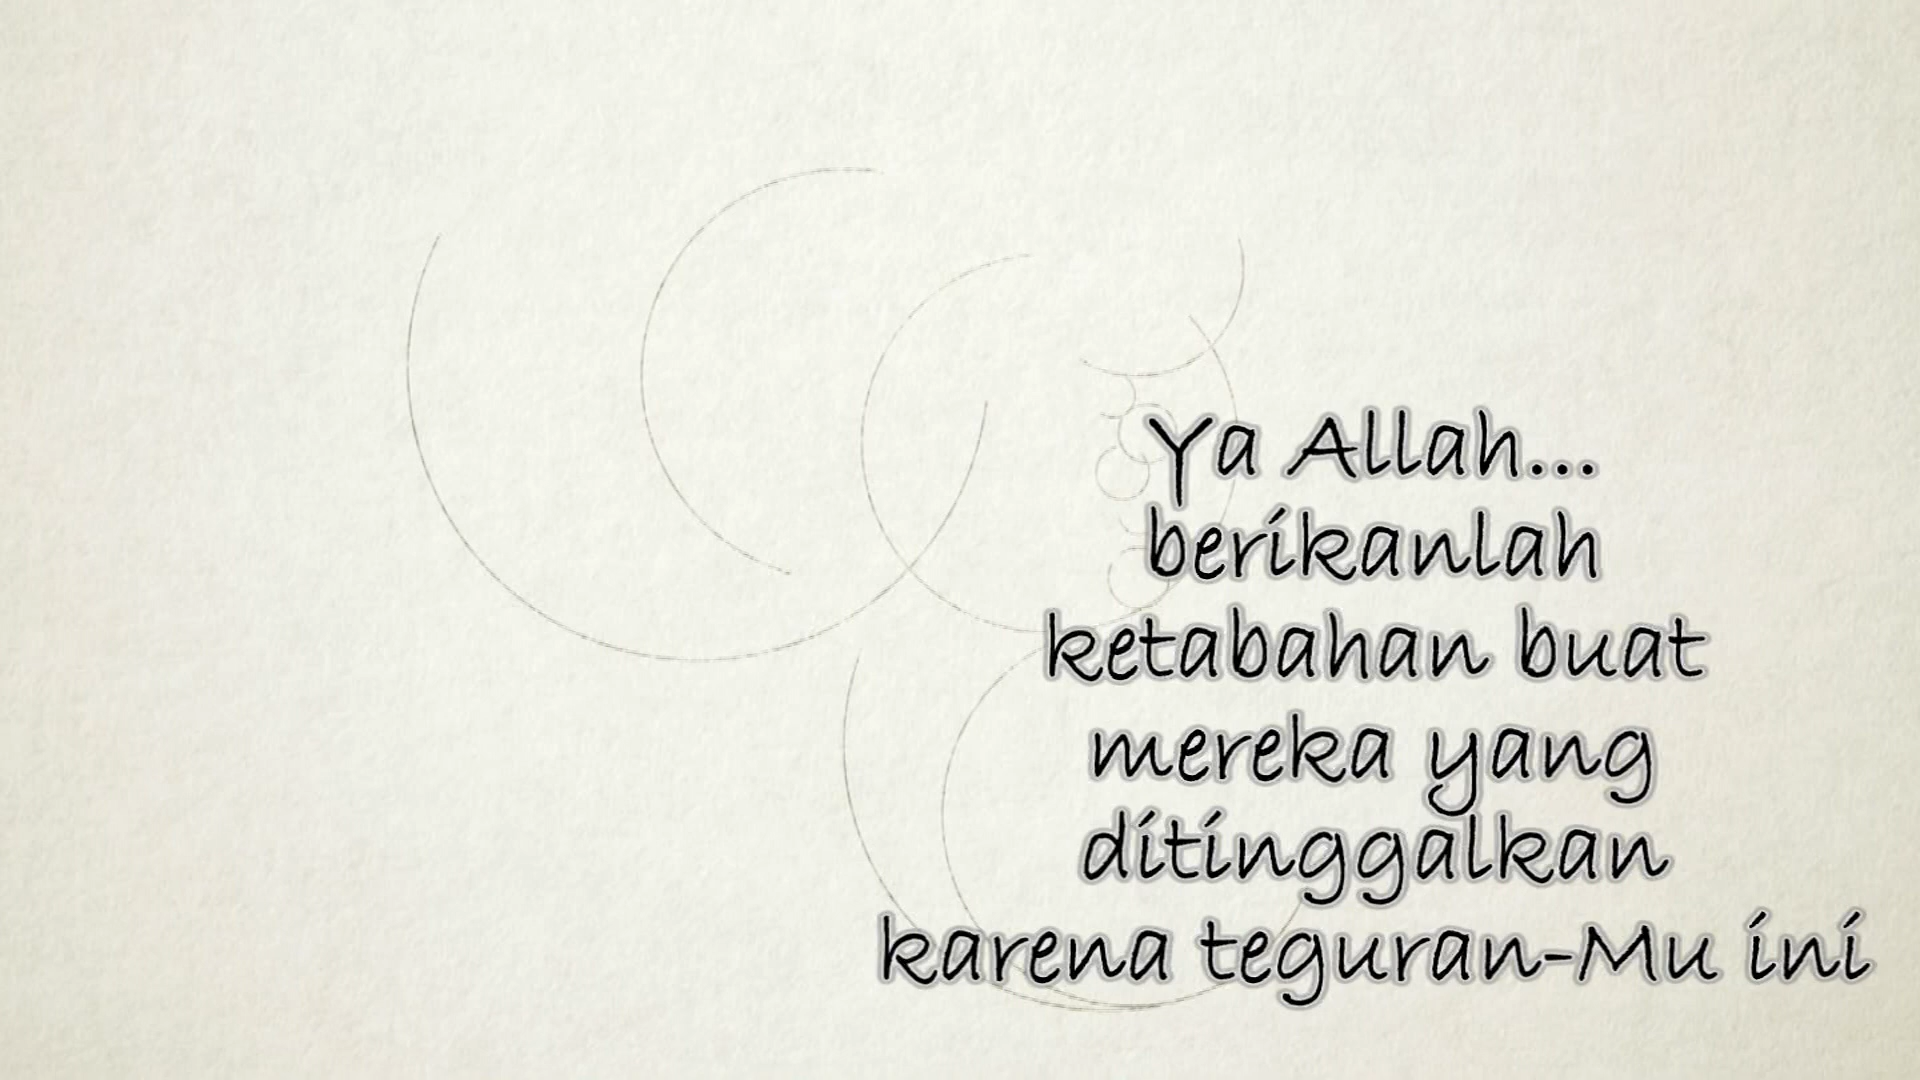 Ya Allah...
berikanlah
ketabahan buat
mereka yang
ditinggalkan
karena teguran-Mu ini